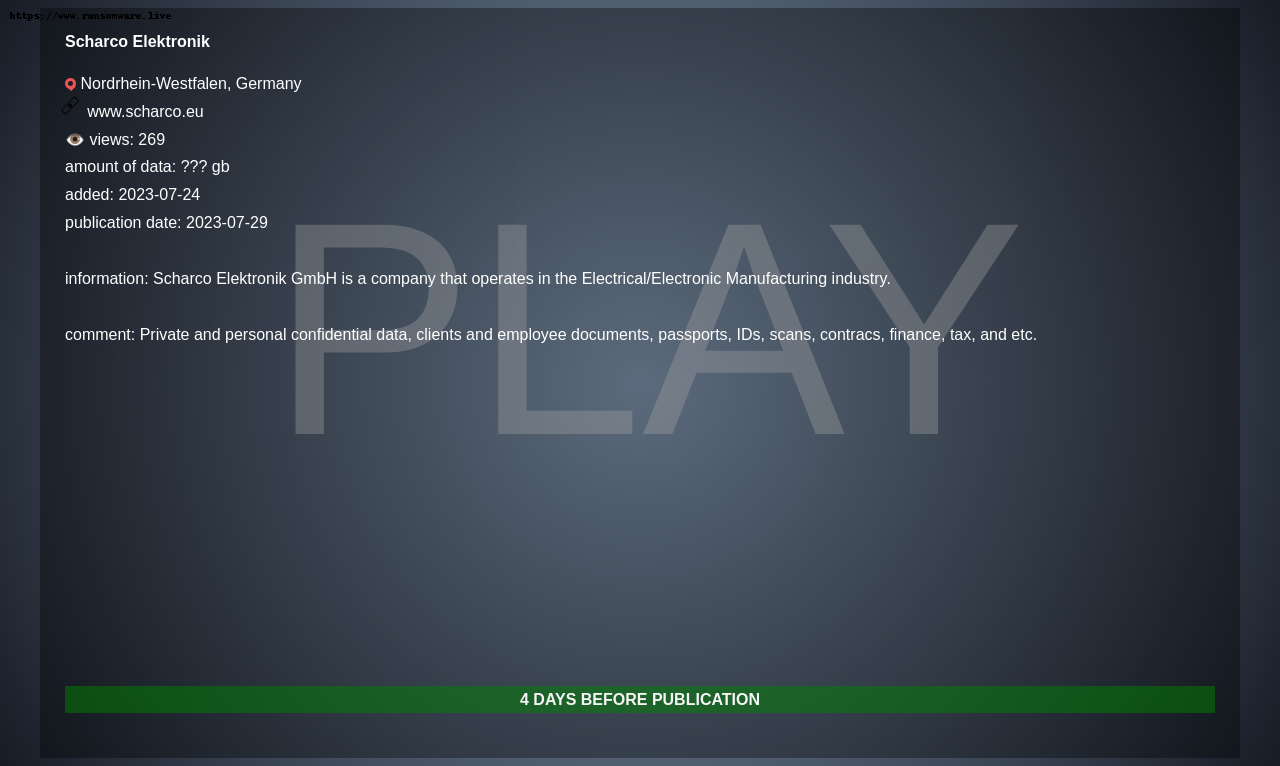 https://www.ransomware.live
Scharco Elektronik
Nordrhein-Westfalen, Germany
www.scharco.eu
views: 269
amount of data: ??? gb
added: 2023-07-24
publication date: 2023-07-29
PLAY
information: Scharco Elektronik GmbH is a company that operates in the Electrical/Electronic Manufacturing industry.
comment: Private and personal confidential data, clients and employee documents, passports, IDs, scans, contracs, finance, tax, and etc.
4 DAYS BEFORE PUBLICATION